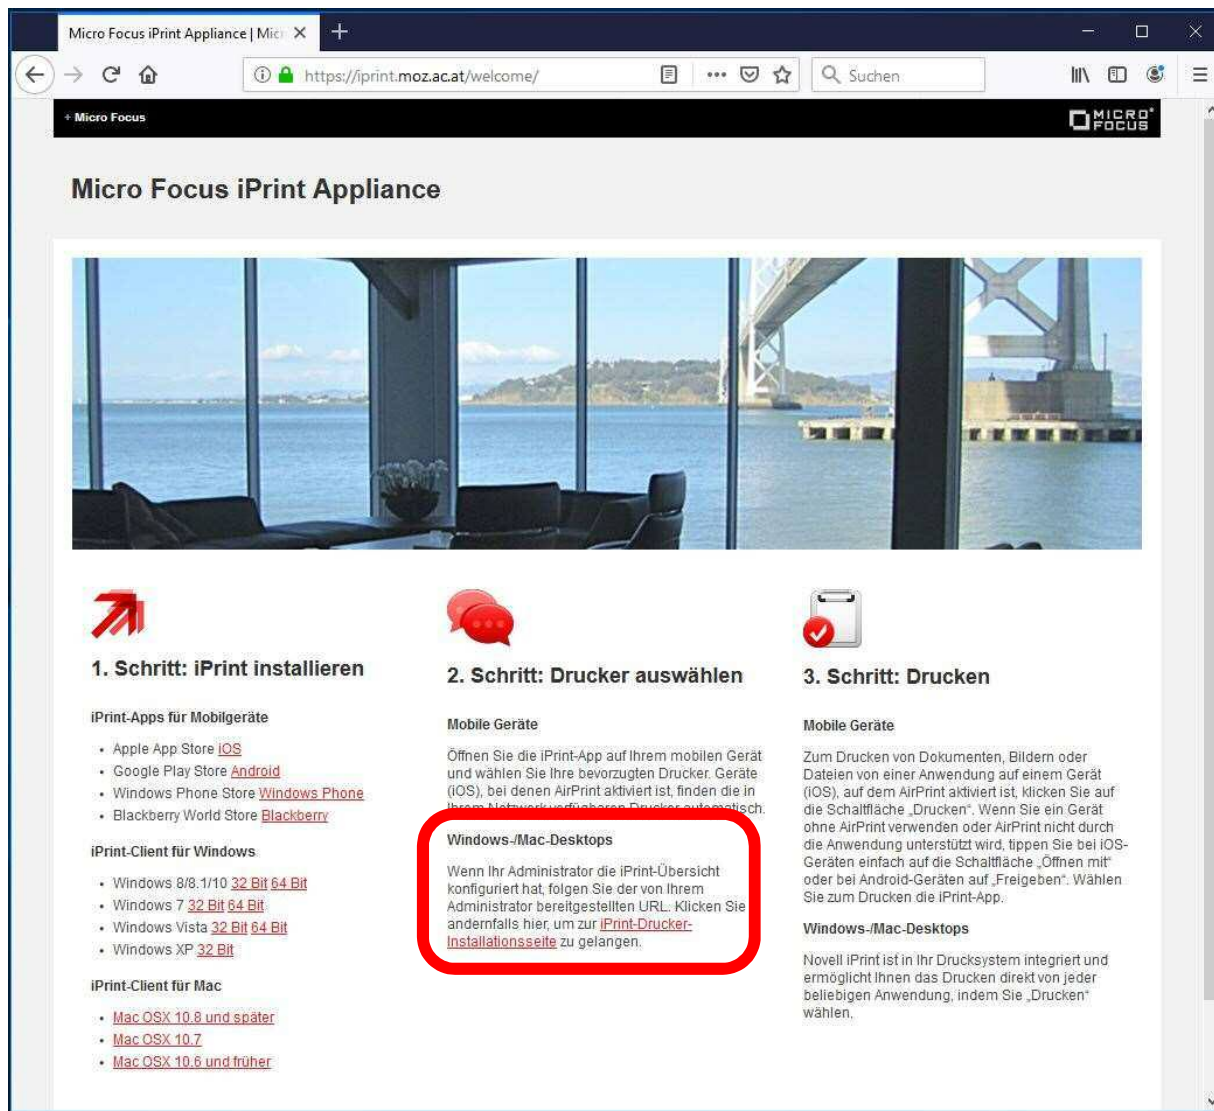 Micro Focus iPrint Appliance | Micr
https://iprint.moz.ac.at/welcome/
Suchen
+ Micro Focus
MICRO FOCUS
Micro Focus iPrint Appliance
1. Schritt: iPrint installieren
iPrint-Apps für Mobilgeräte
• Apple App Store iOS
• Google Play Store Android
• Windows Phone Store Windows Phone
• Blackberry World Store Blackberry
iPrint-Client für Windows
• Windows 8/8.1/10 32 Bit 64 Bit
• Windows 7 32 Bit 64 Bit
• Windows Vista 32 Bit 64 Bit
• Windows XP 32 Bit
iPrint-Client für Mac
• Mac OSX 10.8 und später
• Mac OSX 10.7
• Mac OSX 10.6 und früher
2. Schritt: Drucker auswählen
Mobile Geräte
Öffnen Sie die iPrint-App auf Ihrem mobilen Gerät
und wählen Sie Ihre bevorzugten Drucker. Geräte
(iOS), bei denen AirPrint aktiviert ist, finden die in
Ihrem Netzwerk verfügbaren Drucker automatisch.
Windows-/Mac-Desktops
Wenn Ihr Administrator die iPrint-Übersicht
konfiguriert hat, folgen Sie der von Ihrem
Administrator bereitgestellten URL. Klicken Sie
andernfalls hier, um zur iPrint-Drucker-
Installationsseite zu gelangen.
3. Schritt: Drucken
Mobile Geräte
Zum Drucken von Dokumenten, Bildern oder
Dateien von einer Anwendung auf einem Gerät
(iOS), auf dem AirPrint aktiviert ist, klicken Sie auf
die Schaltfläche „Drucken“. Wenn Sie ein Gerät
ohne AirPrint verwenden oder AirPrint nicht durch
die Anwendung unterstützt wird, tippen Sie bei iOS-
Geräten einfach auf die Schaltfläche „Öffnen mit“
oder bei Android-Geräten auf „Freigeben“. Wählen
Sie zum Drucken die iPrint-App.
Windows-/Mac-Desktops
Novell iPrint ist in Ihr Drucksystem integriert und
ermöglicht Ihnen das Drucken direkt von jeder
beliebigen Anwendung, indem Sie „Drucken“
wählen.